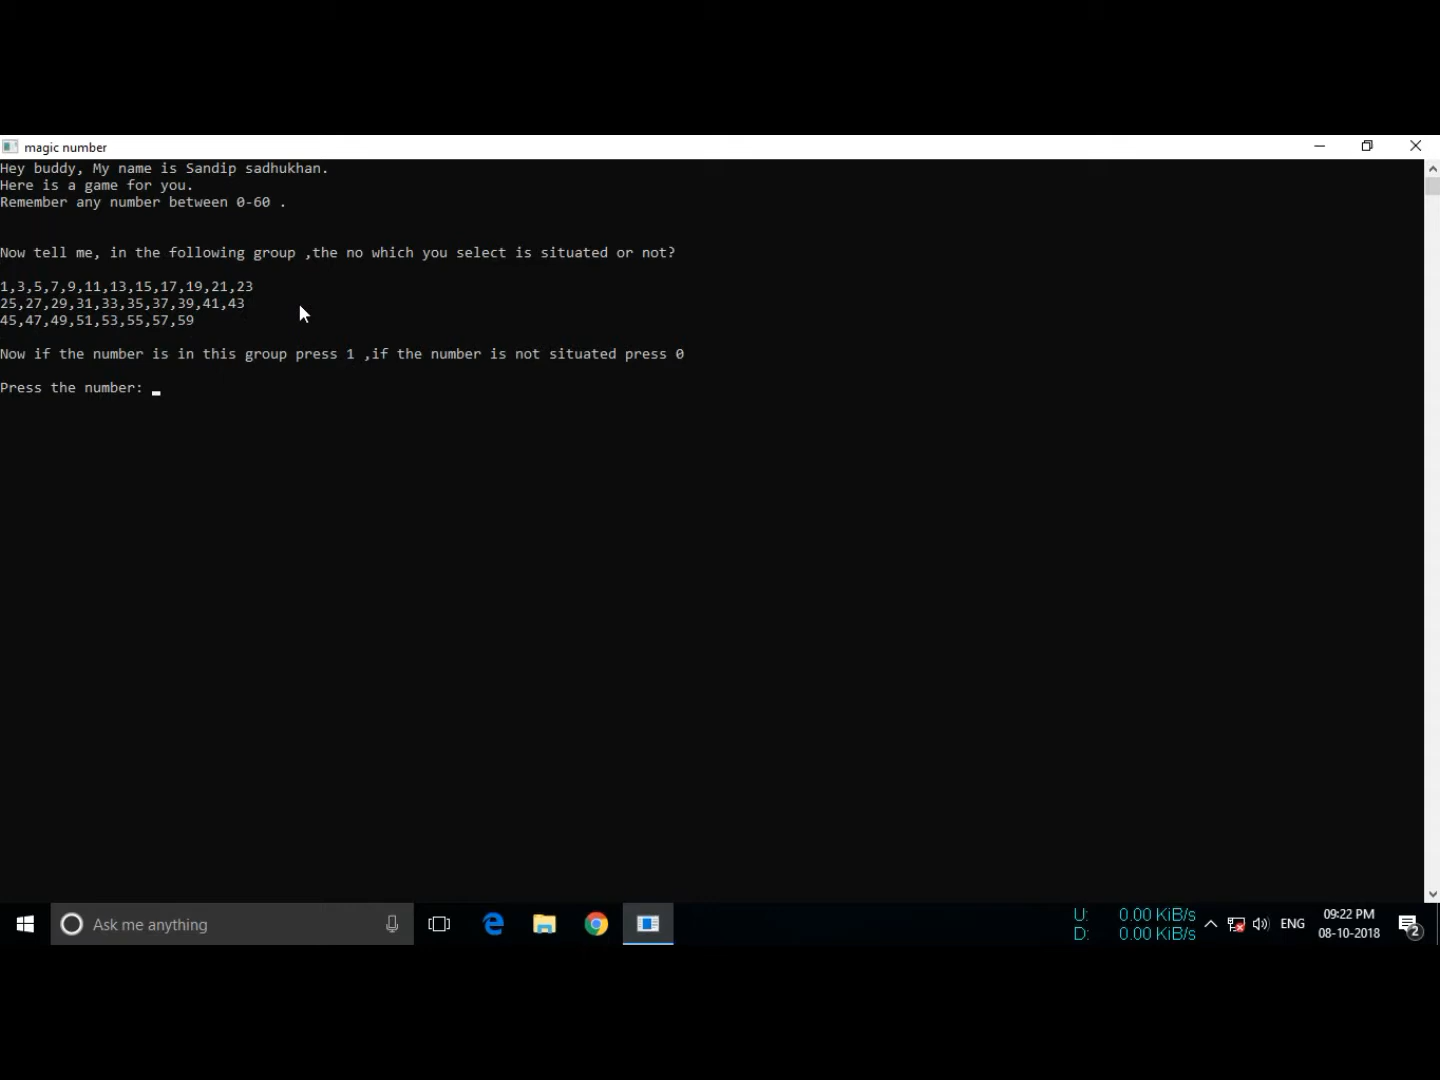 magic number
Hey buddy, My name is Sandip sadhukhan.
Here is a game for you.
Remember any number between 0-60 .
Now tell me, in the following group ,the no which you select is situated or not?
1,3,5,7,9,11,13,15,17,19,21,23
25,27,29,31,33,35,37,39,41,43
45,47,49,51,53,55,57,59
Now if the number is in this group press 1 ,if the number is not situated press 0
Press the number: _
Ask me anything
U: 0.00 KiB/s
D: 0.00 KiB/s
ENG
09:22 PM
08-10-2018
2